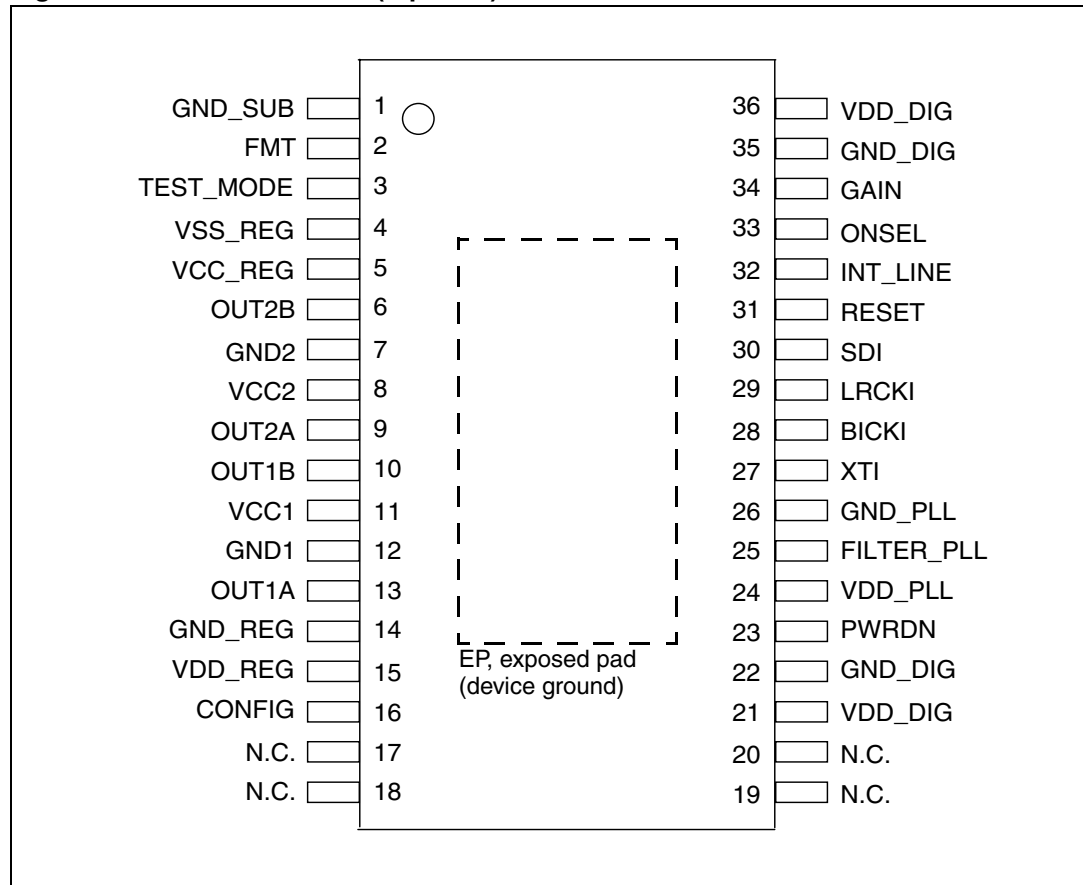 GND_SUB 1 36 VDD_DIG
FMT 2 35 GND_DIG
TEST_MODE 3 34 GAIN
VSS_REG 4 33 ONSEL
VCC_REG 5 32 INT_LINE
OUT2B 6 31 RESET
GND2 7 30 SDI
VCC2 8 29 LRCKI
OUT2A 9 28 BICKI
OUT1B 10 27 XTI
VCC1 11 26 GND_PLL
GND1 12 25 FILTER_PLL
OUT1A 13 24 VDD_PLL
GND_REG 14 23 PWRDN
EP, exposed pad
(device ground)
VDD_REG 15 22 GND_DIG
CONFIG 16 21 VDD_DIG
N.C. 17 20 N.C.
N.C. 18 19 N.C.